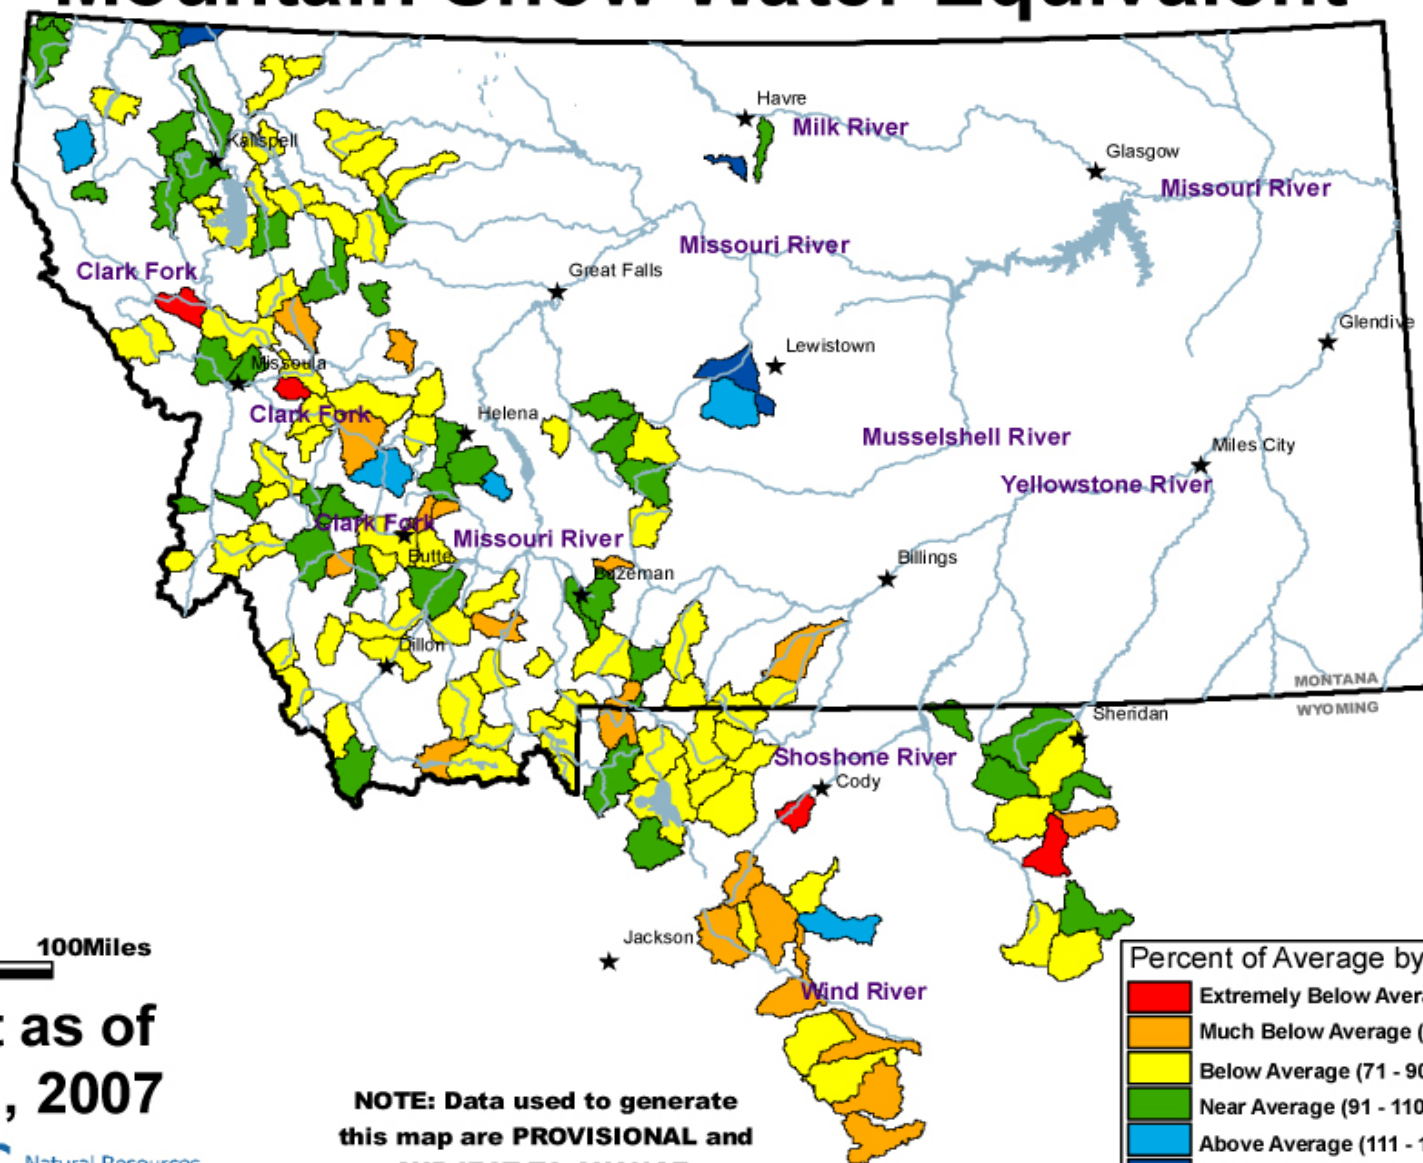 Mountain Snow Water Equivalent
Havre
Milk River
Kalispell
Glasgow
Missouri River
Missouri River
Clark Fork
Great Falls
Glendive
Lewistown
Missoula
Clark Fork
Helena
Musselshell River
Miles City
Yellowstone River
Clark Fork
Missouri River
Butte
Billings
Bozeman
Dillon
MONTANA
WYOMING
Sheridan
Shoshone River
Cody
Jackson
100Miles
Wind River
Percent of Average by
Extremely Below Avera
Much Below Average (
Below Average (71 - 90
Near Average (91 - 110
Above Average (111 - 1
t as of
, 2007
NOTE: Data used to generate
this map are PROVISIONAL and
Natural Resources